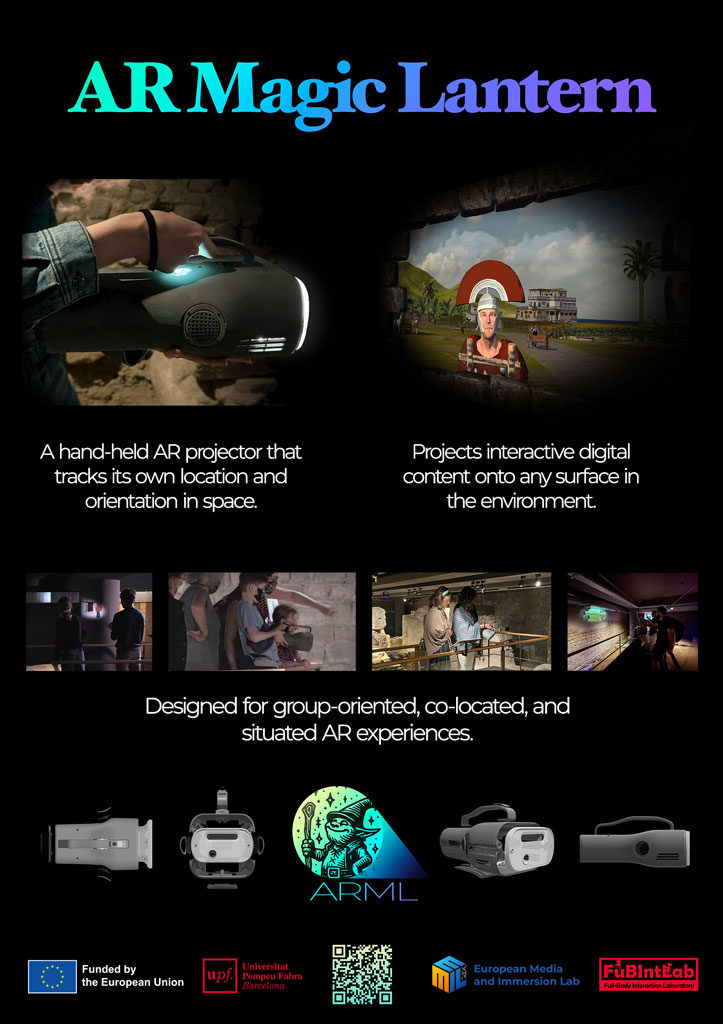 AR Magic Lantern
A hand-held AR projector that
tracks its own location and
orientation in space.
Projects interactive digital
content onto any surface in
the environment.
Designed for group-oriented, co-located, and
situated AR experiences.
ARML
Funded by
the European Union
upf.
Universitat
Pompeu Fabra
Barcelona
European Media
and Immersion Lab
FuBIntLab
Full-Body Interaction Laboratory